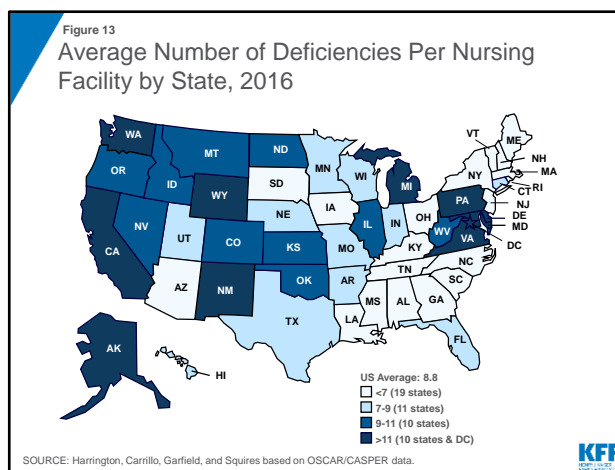 Figure 13
Average Number of Deficiencies Per Nursing
Facility by State, 2016
WA
OR
MT
ID
ND
MN
WI
MI
SD
WY
NV
CA
UT
CO
NE
IA
IL
IN
OH
PA
NY
VT
ME
NH
MA
RI
CT
NJ
DE
MD
DC
WV
VA
KY
NC
TN
SC
KS
MO
OK
AR
AZ
NM
TX
LA
MS
AL
GA
FL
AK
HI
US Average: 8.8
<7 (19 states)
7-9 (11 states)
9-11 (10 states)
>11 (10 states & DC)
SOURCE: Harrington, Carrillo, Garfield, and Squires based on OSCAR/CASPER data.